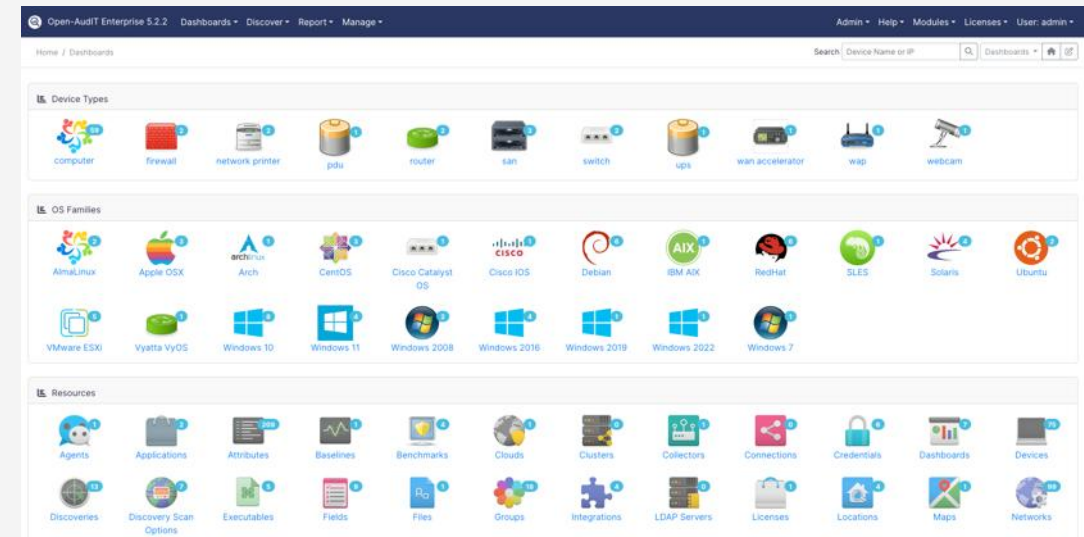 Open-AudIT Enterprise 5.2.2 Dashboards Discover Report Manage Admin Help Modules Licenses User: admin
Home / Dashboards Search Device Name or IP Dashboards
Device Types
computer firewall network printer pdu router san switch ups wan accelerator wap webcam
OS Families
archlinux CISCO AIX
AlmaLinux Apple OSX Arch CentOS Cisco Catalyst OS Cisco IOS Debian IBM AIX RedHat SLES Solaris Ubuntu
VMware ESXi Vyatta VyOS Windows 10 Windows 11 Windows 2008 Windows 2016 Windows 2019 Windows 2022 Windows 7
Resources
Agents Applications Attributes Baselines Benchmarks Clouds Clusters Collectors Connections Credentials Dashboards Devices
Discoveries Discovery Scan Options Executables Fields Files Groups Integrations LDAP Servers Licenses Locations Maps Networks